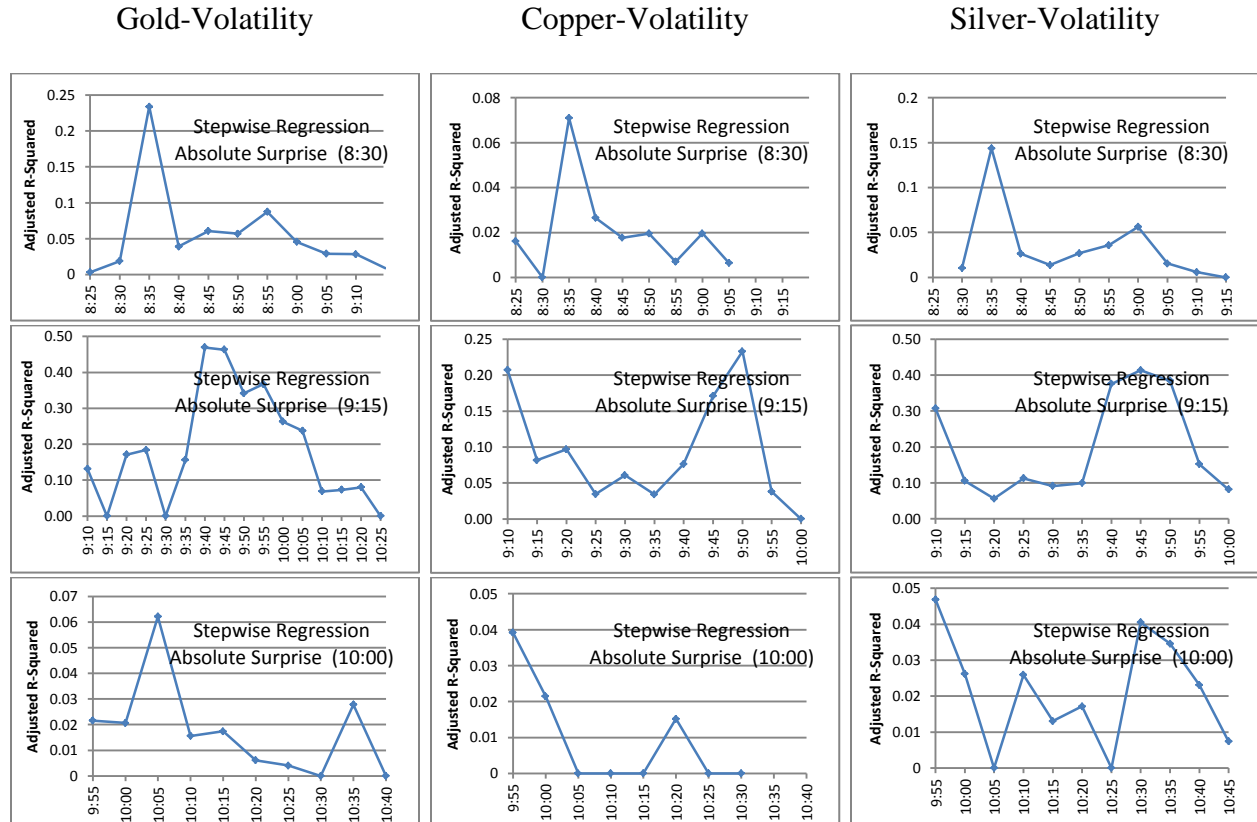 Gold-Volatility Copper-Volatility Silver-Volatility
Adjusted R-Squared
0.25
0.2
0.15
0.1
0.05
0
Stepwise Regression
Absolute Surprise (8:30)
8:25 8:30 8:35 8:40 8:45 8:50 8:55 9:00 9:05 9:10
Adjusted R-Squared
0.08
0.06
0.04
0.02
0
Stepwise Regression
Absolute Surprise (8:30)
8:25 8:30 8:35 8:40 8:45 8:50 8:55 9:00 9:05 9:10 9:15
Adjusted R-Squared
0.2
0.15
0.1
0.05
0
Stepwise Regression
Absolute Surprise (8:30)
8:25 8:30 8:35 8:40 8:45 8:50 8:55 9:00 9:05 9:10 9:15
Adjusted R-Squared
0.50
0.40
0.30
0.20
0.10
0.00
Stepwise Regression
Absolute Surprise (9:15)
9:10 9:15 9:20 9:25 9:30 9:35 9:40 9:45 9:50 9:55 10:00 10:05 10:10 10:15 10:20 10:25
Adjusted R-Squared
0.25
0.20
0.15
0.10
0.05
0.00
Stepwise Regression
Absolute Surprise (9:15)
9:10 9:15 9:20 9:25 9:30 9:35 9:40 9:45 9:50 9:55 10:00
Adjusted R-Squared
0.50
0.40
0.30
0.20
0.10
0.00
Stepwise Regression
Absolute Surprise (9:15)
9:10 9:15 9:20 9:25 9:30 9:35 9:40 9:45 9:50 9:55 10:00
Adjusted R-Squared
0.07
0.06
0.05
0.04
0.03
0.02
0.01
0
Stepwise Regression
Absolute Surprise (10:00)
9:55 10:00 10:05 10:10 10:15 10:20 10:25 10:30 10:35 10:40
Adjusted R-Squared
0.05
0.04
0.03
0.02
0.01
0
Stepwise Regression
Absolute Surprise (10:00)
9:55 10:00 10:05 10:10 10:15 10:20 10:25 10:30 10:35 10:40
Adjusted R-Squared
0.05
0.04
0.03
0.02
0.01
0
Stepwise Regression
Absolute Surprise (10:00)
9:55 10:00 10:05 10:10 10:15 10:20 10:25 10:30 10:35 10:40 10:45